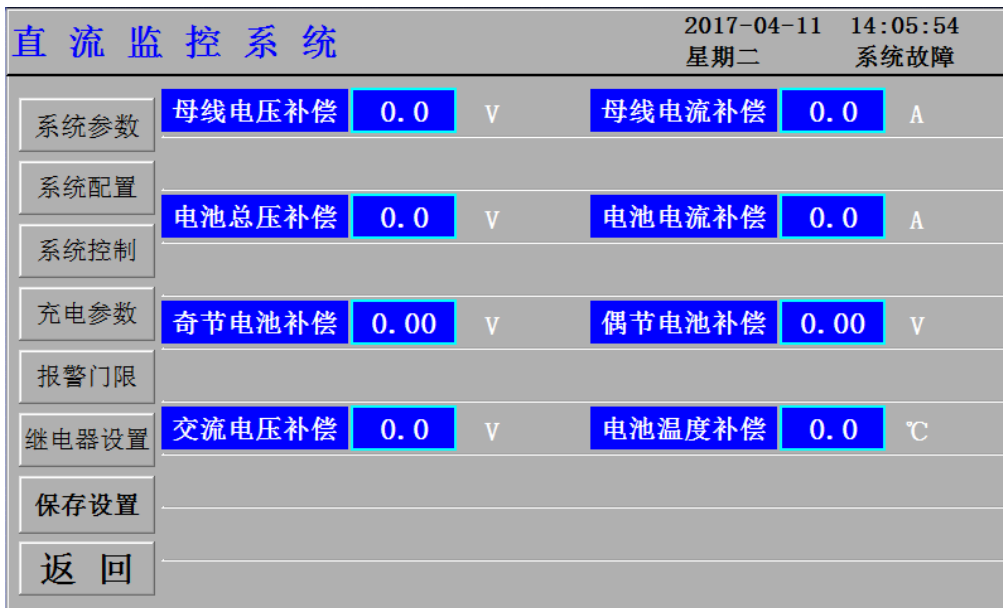 直流监控系统 2017-04-11 14:05:54
星期二 系统故障
系统参数
系统配置
系统控制
充电参数
报警门限
继电器设置
保存设置
返回
母线电压补偿 0.0 V 母线电流补偿 0.0 A
电池总压补偿 0.0 V 电池电流补偿 0.0 A
奇节电池补偿 0.00 V 偶节电池补偿 0.00 V
交流电压补偿 0.0 V 电池温度补偿 0.0 ℃